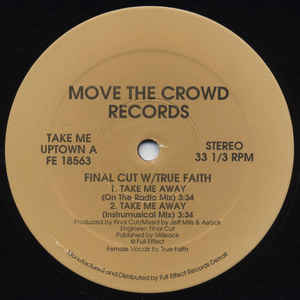 MOVE THE CROWD
RECORDS
TAKE ME
UPTOWN A
FE 18563
STEREO
33 1/3 RPM
FINAL CUT W/TRUE FAITH
1. TAKE ME AWAY
(On The Radio Mix) 3:34
2. TAKE ME AWAY
(Instrumusical Mix) 3:34
Produced by Final Cut/Mixed by Jeff Mills &
Engineer: Final Cut
Published by Millsack
© Full Effect
Female Vocals by True Faith
Manufactured and Distributed by Full Effect Records Detroit